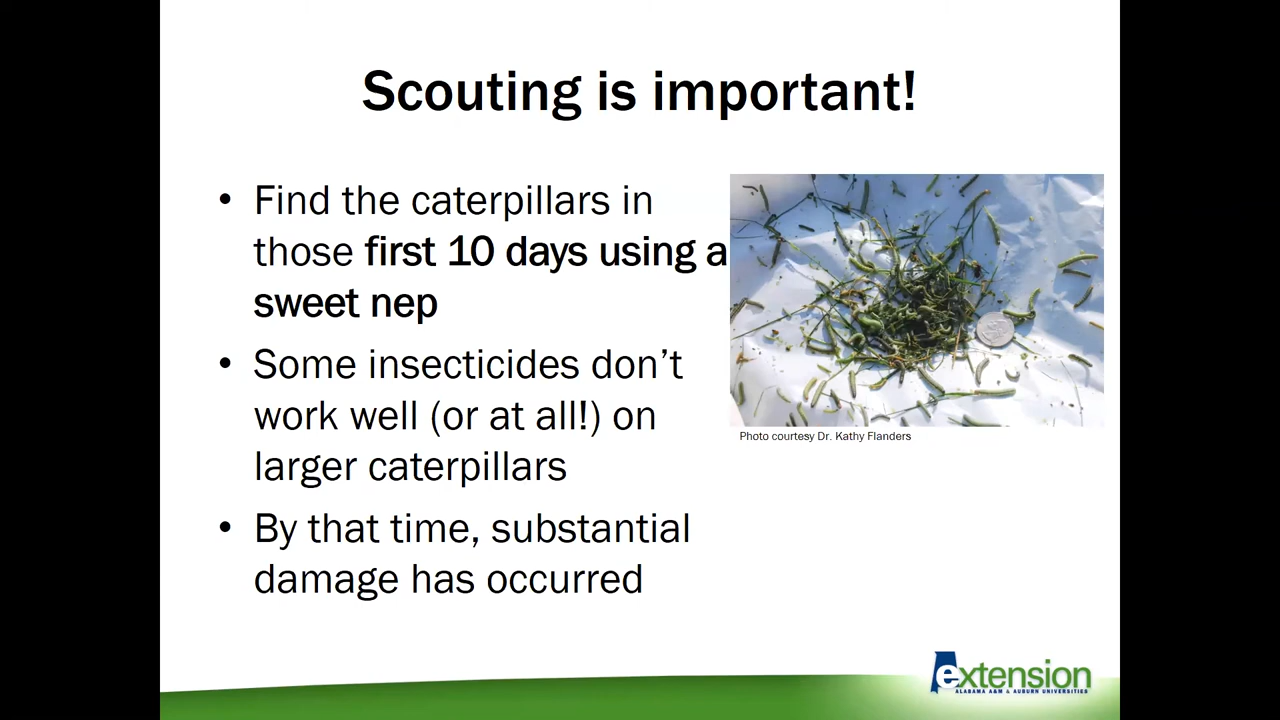 Scouting is important!
• Find the caterpillars in
those first 10 days using a
sweet nep
• Some insecticides don't
work well (or at all!) on
larger caterpillars
• By that time, substantial
damage has occurred
Photo courtesy Dr. Kathy Flanders
extension
ALABAMA A&M & AUBURN UNIVERSITIES